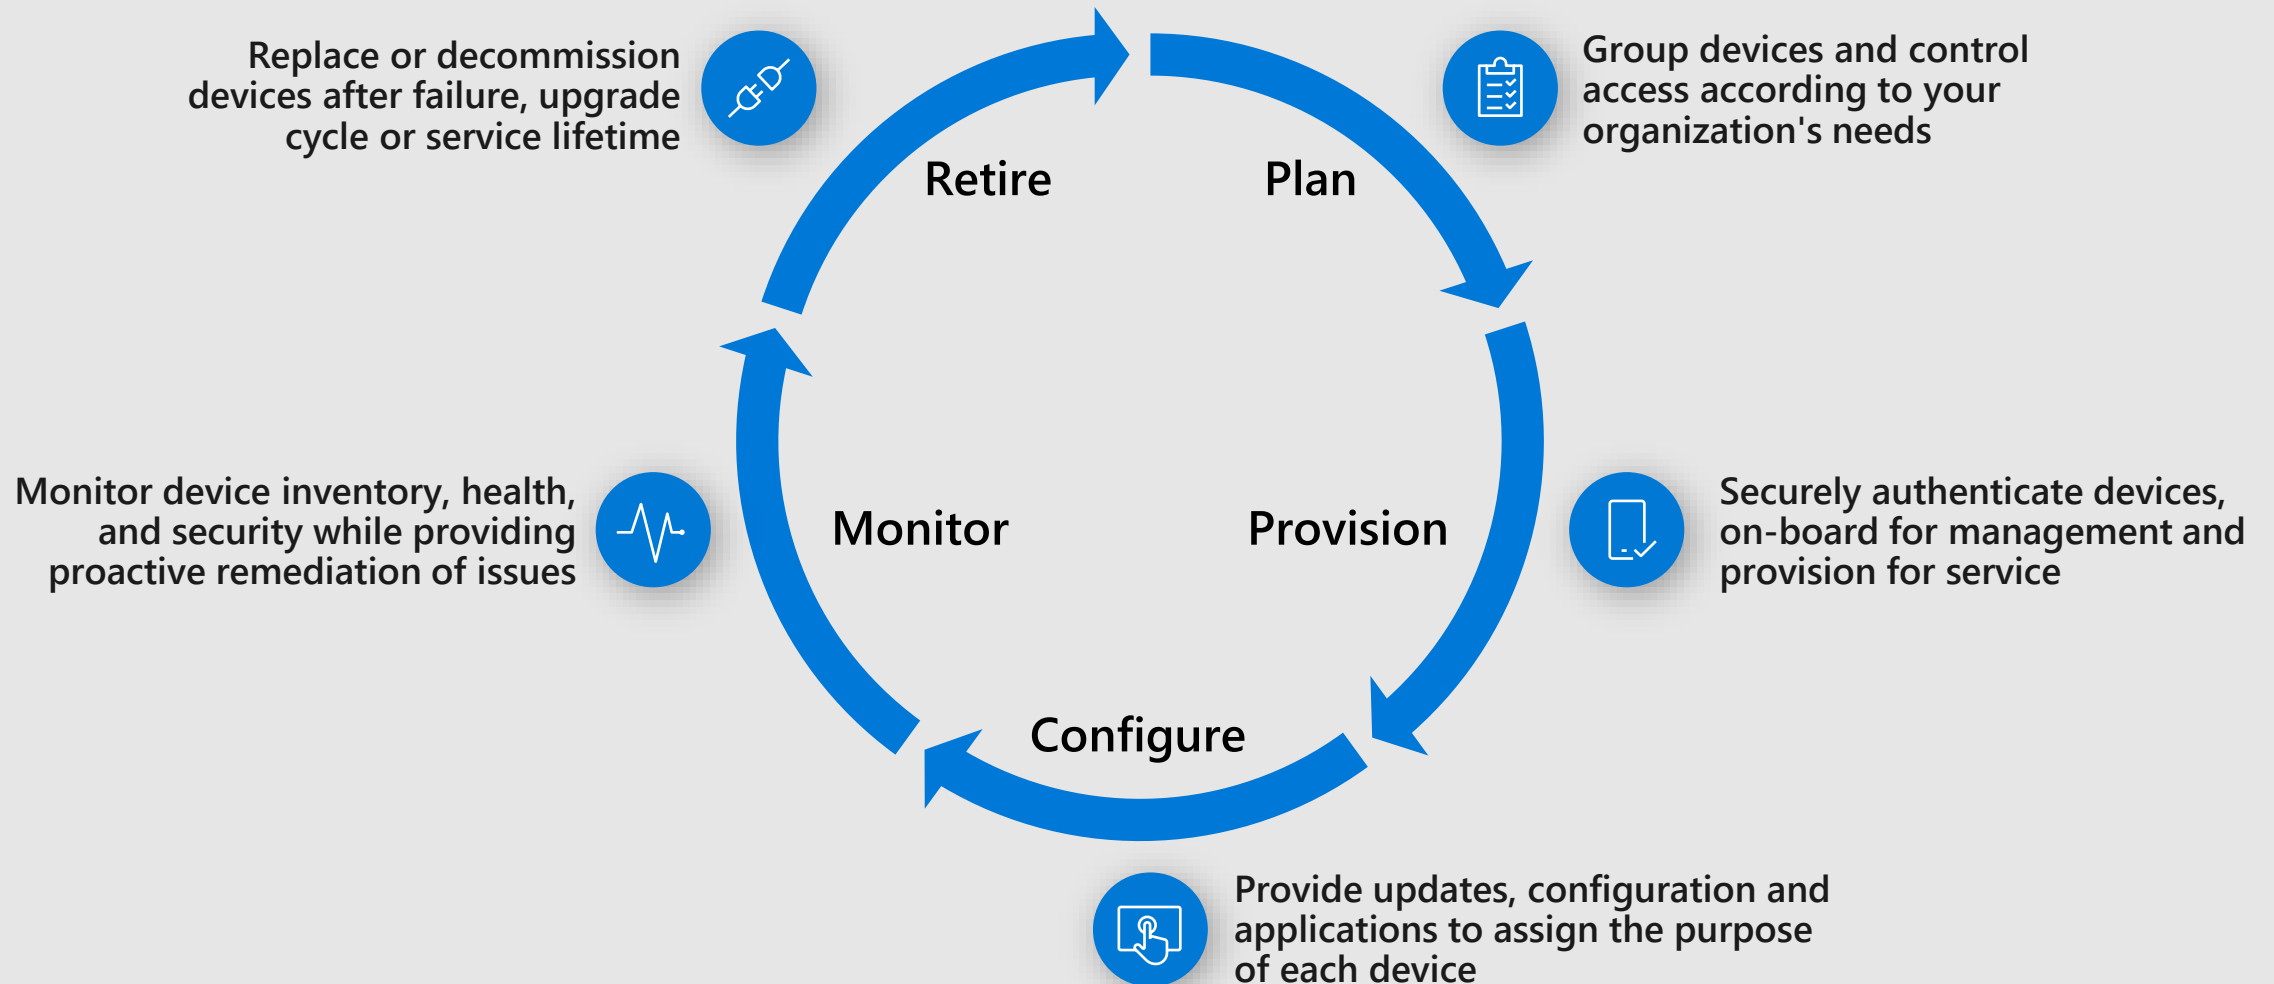 Replace or decommission
devices after failure, upgrade
cycle or service lifetime
Group devices and control
access according to your
organization's needs
Retire
Plan
Monitor device inventory, health,
and security while providing
proactive remediation of issues
Monitor
Provision
Securely authenticate devices,
on-board for management and
provision for service
Configure
Provide updates, configuration and
applications to assign the purpose
of each device